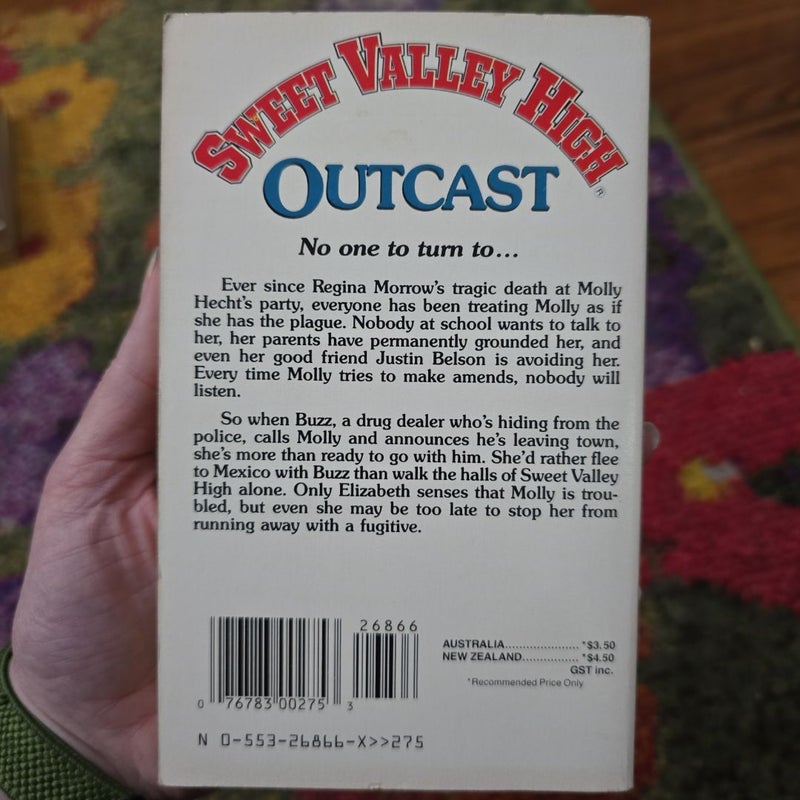 SWEET VALLEY HIGH®
OUTCAST
No one to turn to...
Ever since Regina Morrow's tragic death at Molly
Hecht's party, everyone has been treating Molly as if
she has the plague. Nobody at school wants to talk to
her, her parents have permanently grounded her, and
even her good friend Justin Belson is avoiding her.
Every time Molly tries to make amends, nobody will
listen.
So when Buzz, a drug dealer who's hiding from the
police, calls Molly and announces he's leaving town,
she's more than ready to go with him. She'd rather flee
to Mexico with Buzz than walk the halls of Sweet Valley
High alone. Only Elizabeth senses that Molly is trou-
bled, but even she may be too late to stop her from
running away with a fugitive.
26866
0 76783 00275 3
AUSTRALIA...................... *$3.50
NEW ZEALAND................ *$4.50
GST inc.
*Recommended Price Only
N 0-553-26866-X>>275